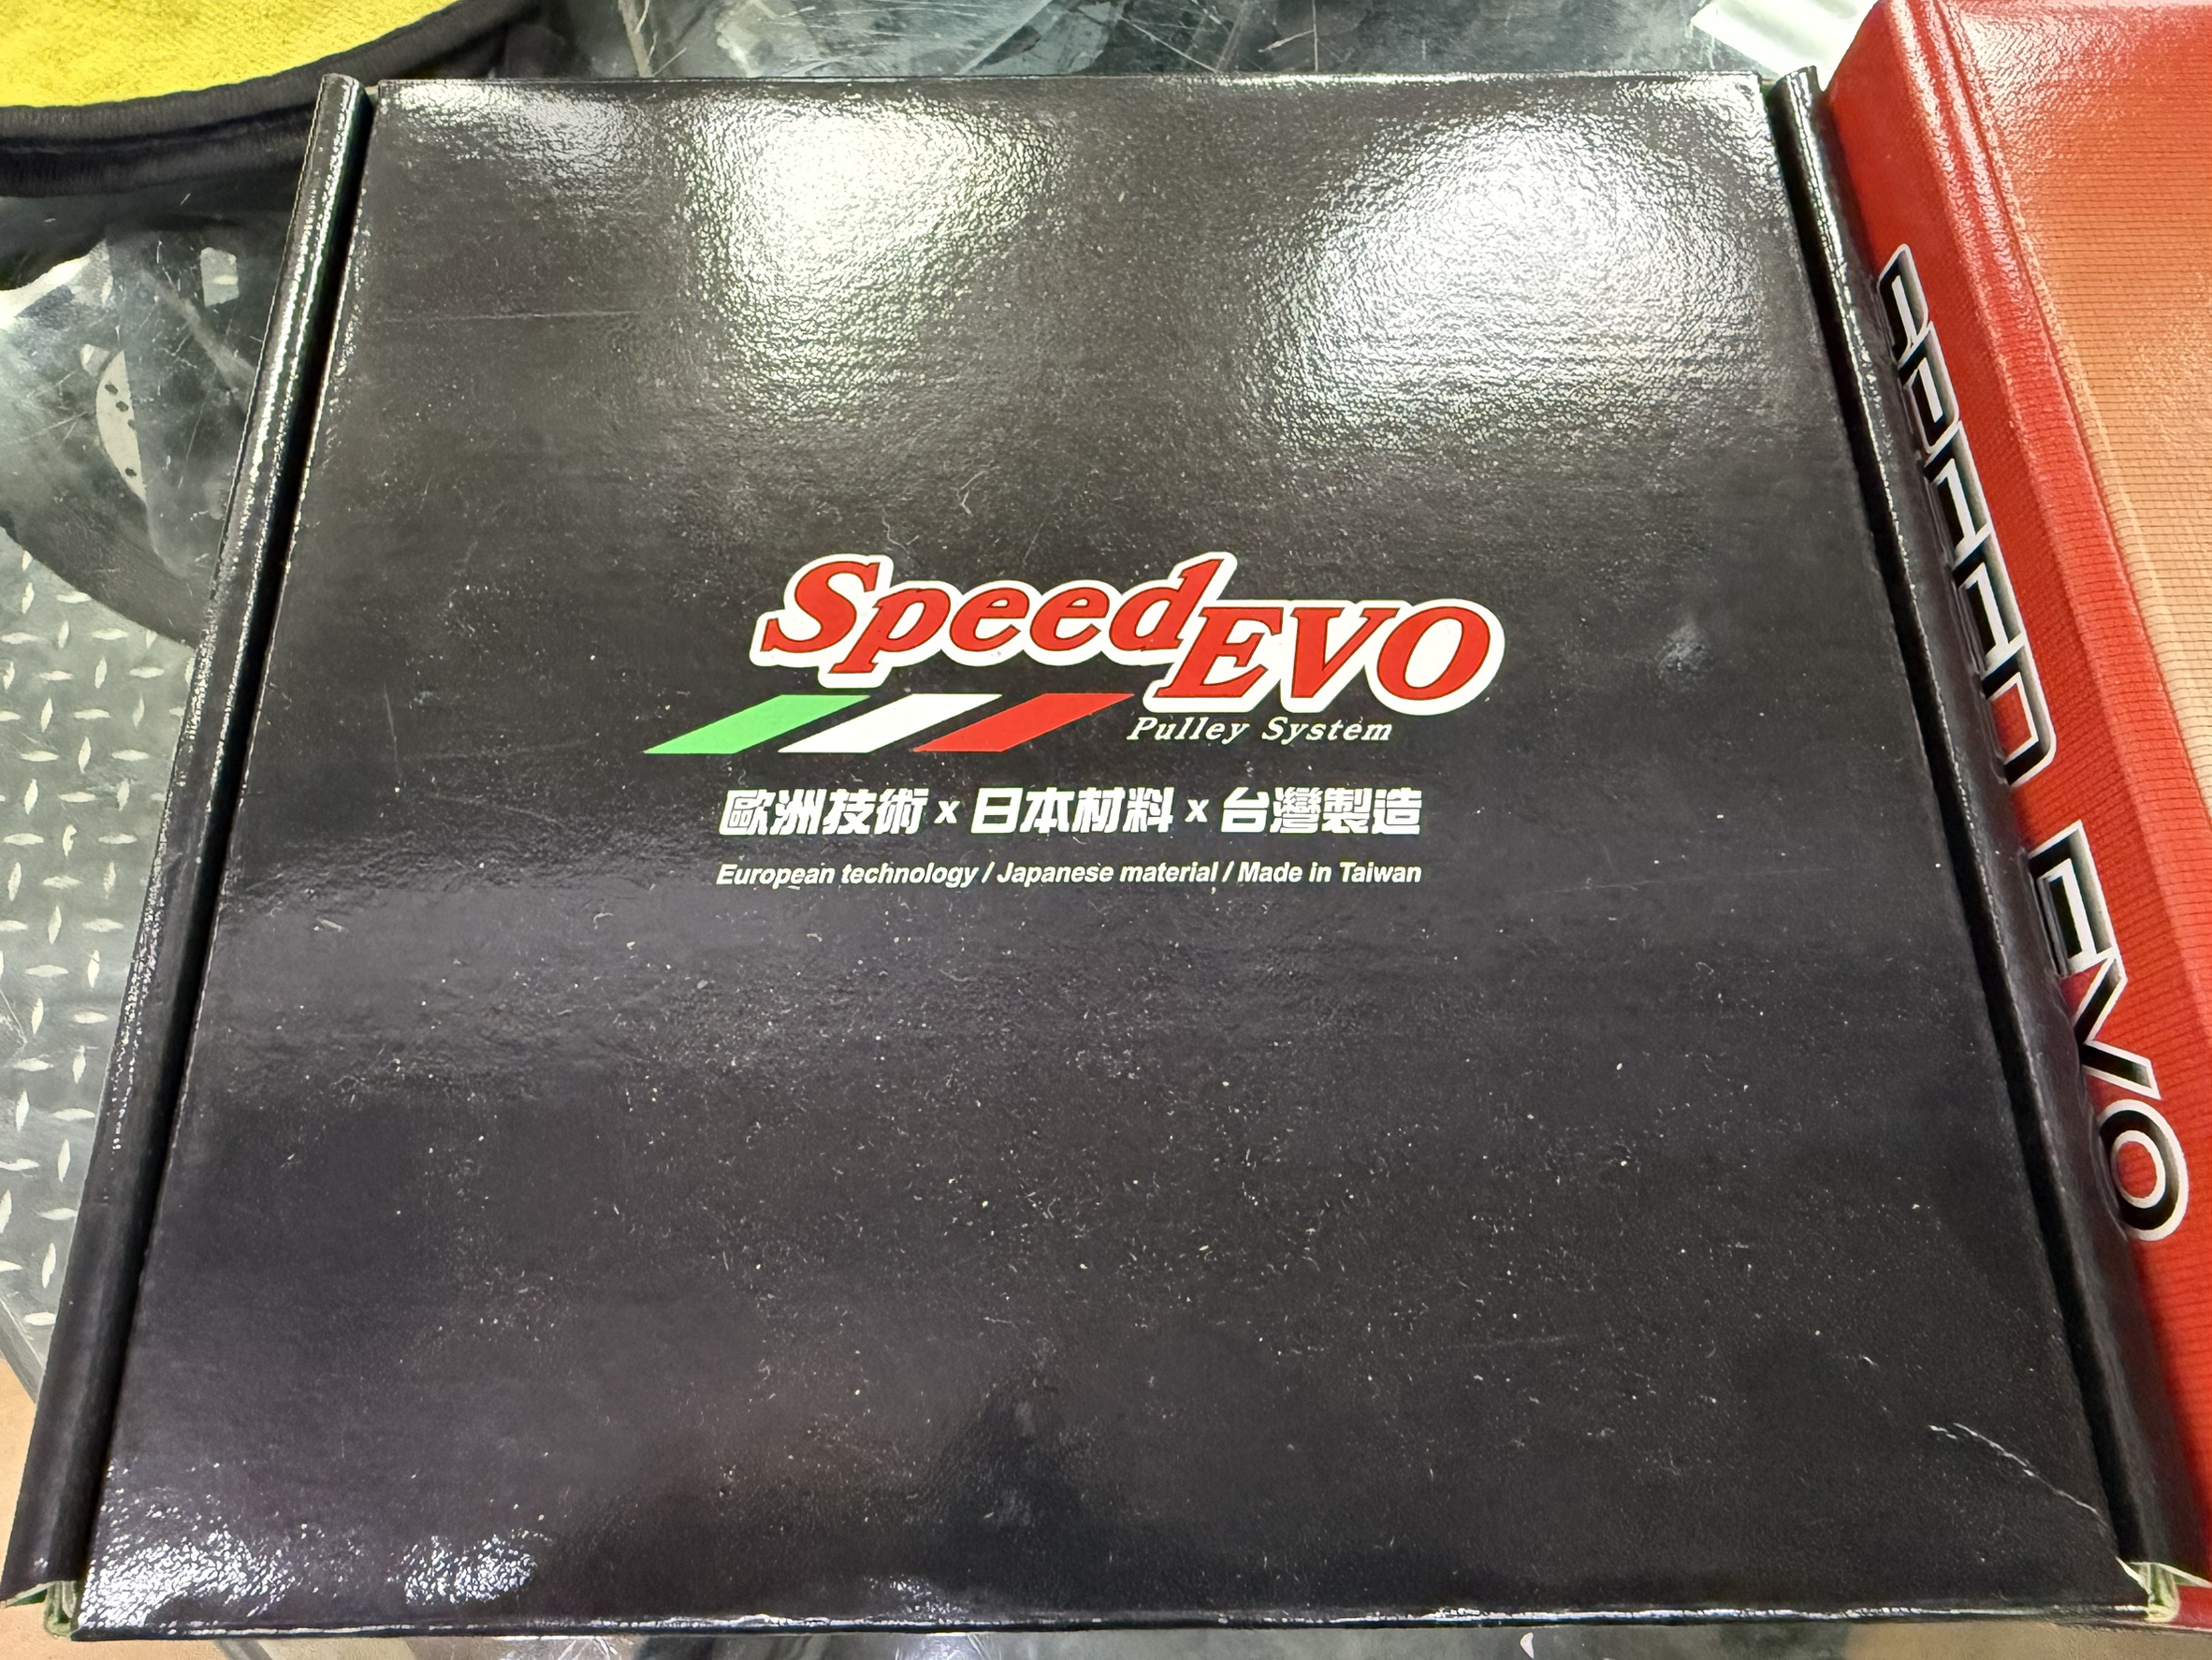 SpeedEVO
Pulley System
歐洲技術 x 日本材料 x 台灣製造
European technology / Japanese material / Made in Taiwan
EVO